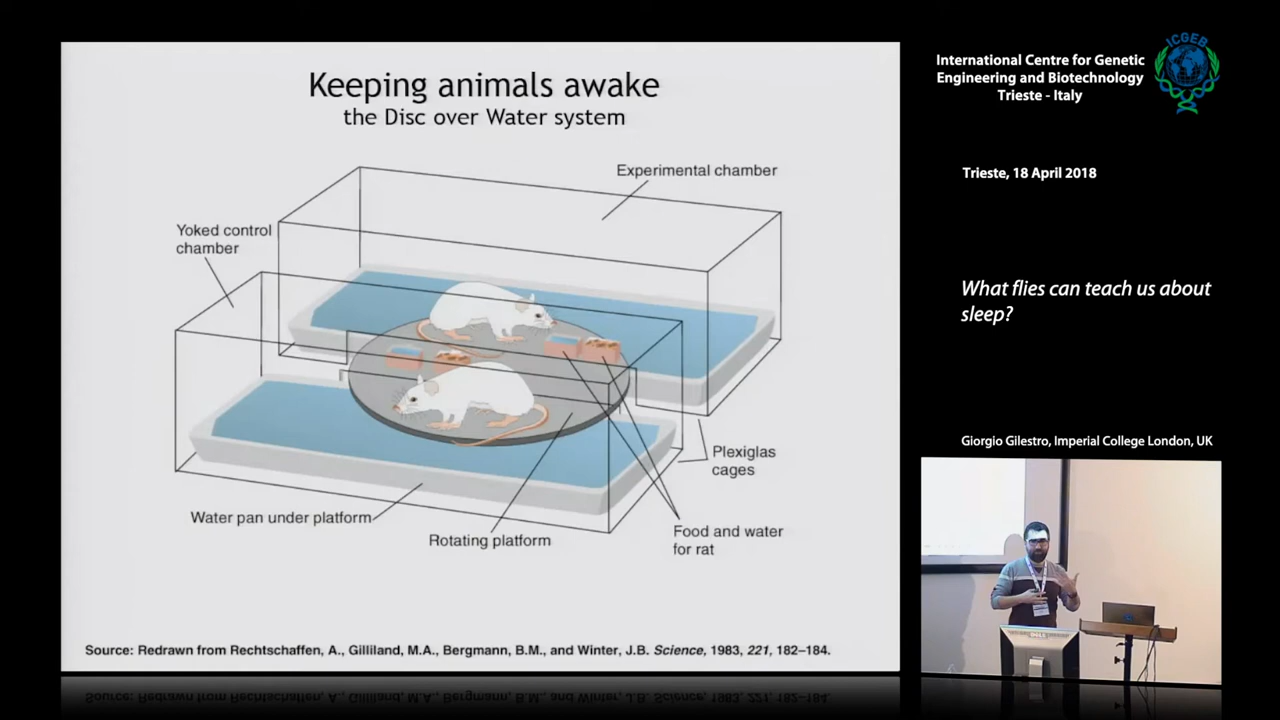 Keeping animals awake
the Disc over Water system
Experimental chamber
Yoked control
chamber
Plexiglas
cages
Water pan under platform
Rotating platform
Food and water
for rat
Source: Redrawn from Rechtschaffen, A., Gilliland, M.A., Bergmann, B.M., and Winter, J.B. Science, 1983, 221, 182–184.
International Centre for Genetic
Engineering and Biotechnology
Trieste - Italy
ICGEB
Trieste, 18 April 2018
What flies can teach us about
sleep?
Giorgio Gilestro, Imperial College London, UK
DELL